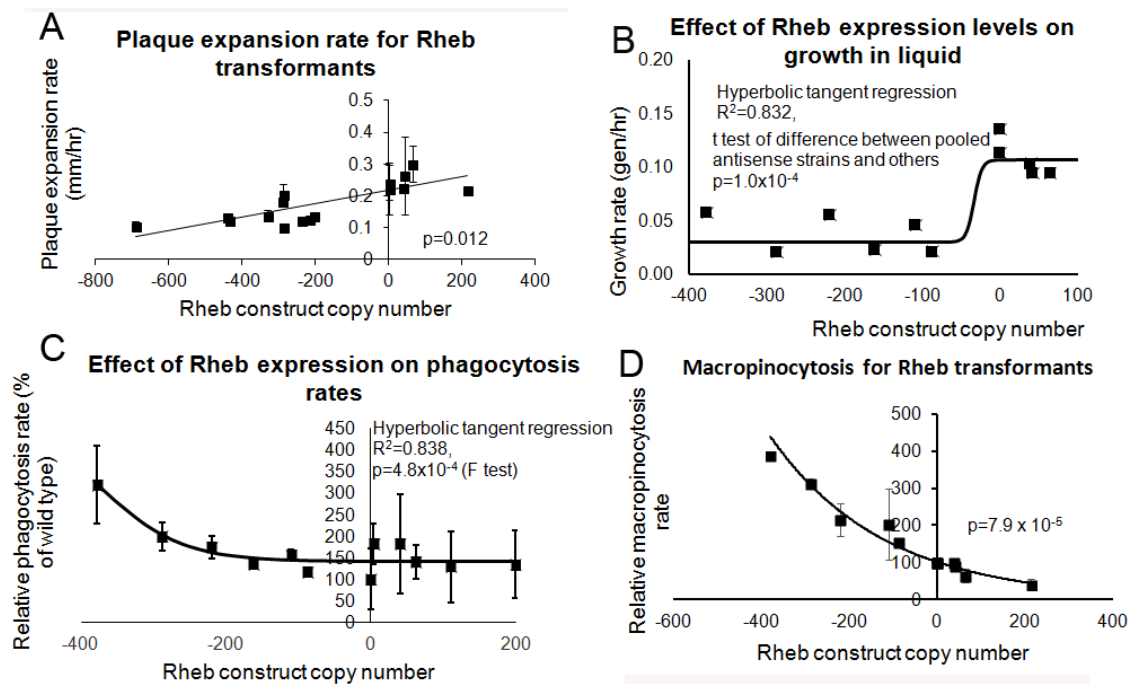 A
Plaque expansion rate for Rheb
transformants
Plaque expansion rate
(mm/hr)
0.5
0.4
0.3
0.2
0.1
0
p=0.012
-800 -600 -400 -200 0 200 400
Rheb construct copy number
B
Effect of Rheb expression levels on
growth in liquid
Growth rate (gen/hr)
0.20
0.15
0.10
0.05
0.00
Hyperbolic tangent regression
R²=0.832,
t test of difference between pooled
antisense strains and others
p=1.0x10⁻⁴
-400 -300 -200 -100 0 100
Rheb construct copy number
C
Effect of Rheb expression on phagocytosis
rates
Relative phagocytosis rate (%
of wild type)
450
400
350
300
250
200
150
100
50
0
Hyperbolic tangent regression
R²=0.838,
p=4.8x10⁻⁴ (F test)
-400 -200 0 200
Rheb construct copy number
D
Macropinocytosis for Rheb transformants
Relative macropinocytosis
rate
500
400
300
200
100
0
p=7.9 x 10⁻⁵
-600 -400 -200 0 200 400
Rheb construct copy number